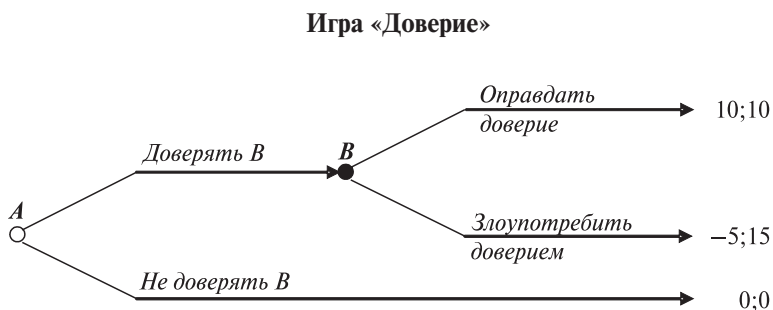 Игра «Доверие»
Оправдать
доверие
10;10
Доверять B
B
A
Злоупотребить
доверием
−5;15
Не доверять B
0;0